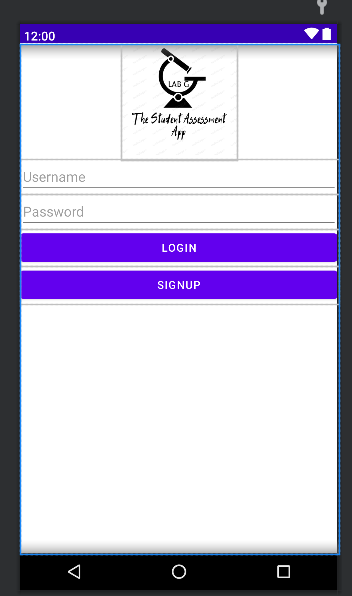 12:00
LAB G
The Student Assessment
App
Username
Password
LOGIN
SIGNUP